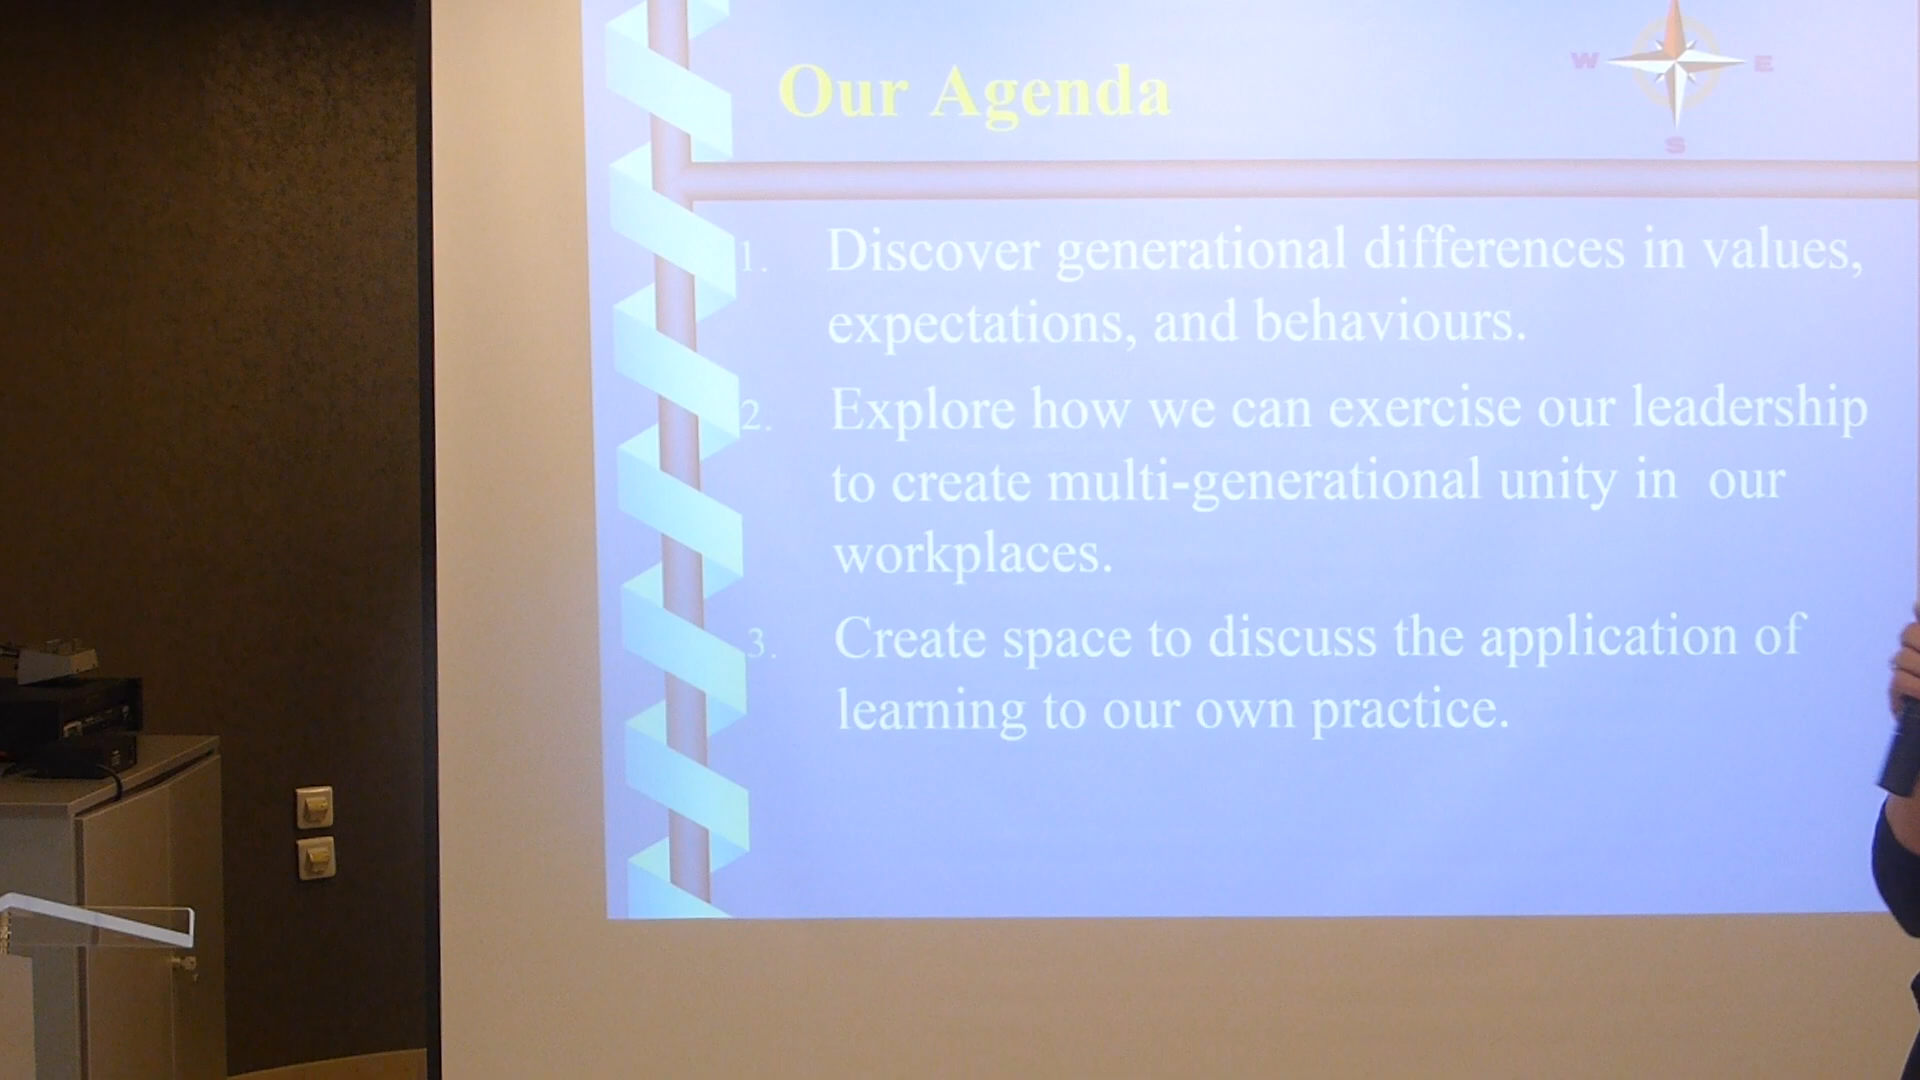 Our Agenda
W E
S
1. Discover generational differences in values,
expectations, and behaviours.
2. Explore how we can exercise our leadership
to create multi-generational unity in our
workplaces.
3. Create space to discuss the application of
learning to our own practice.